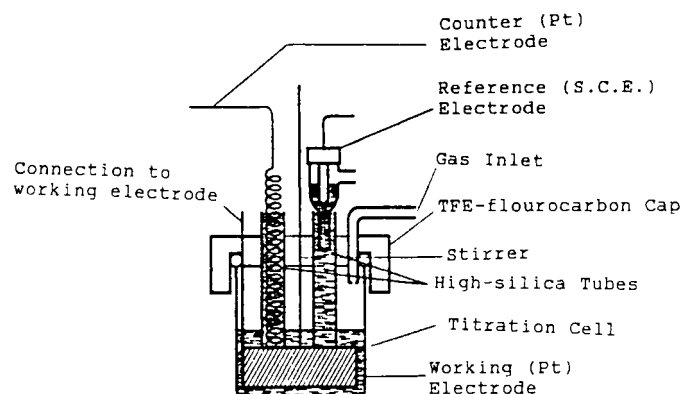 Counter (Pt)
Electrode
Reference (S.C.E.)
Electrode
Connection to
working electrode
Gas Inlet
TFE-flourocarbon Cap
Stirrer
High-silica Tubes
Titration Cell
Working (Pt)
Electrode